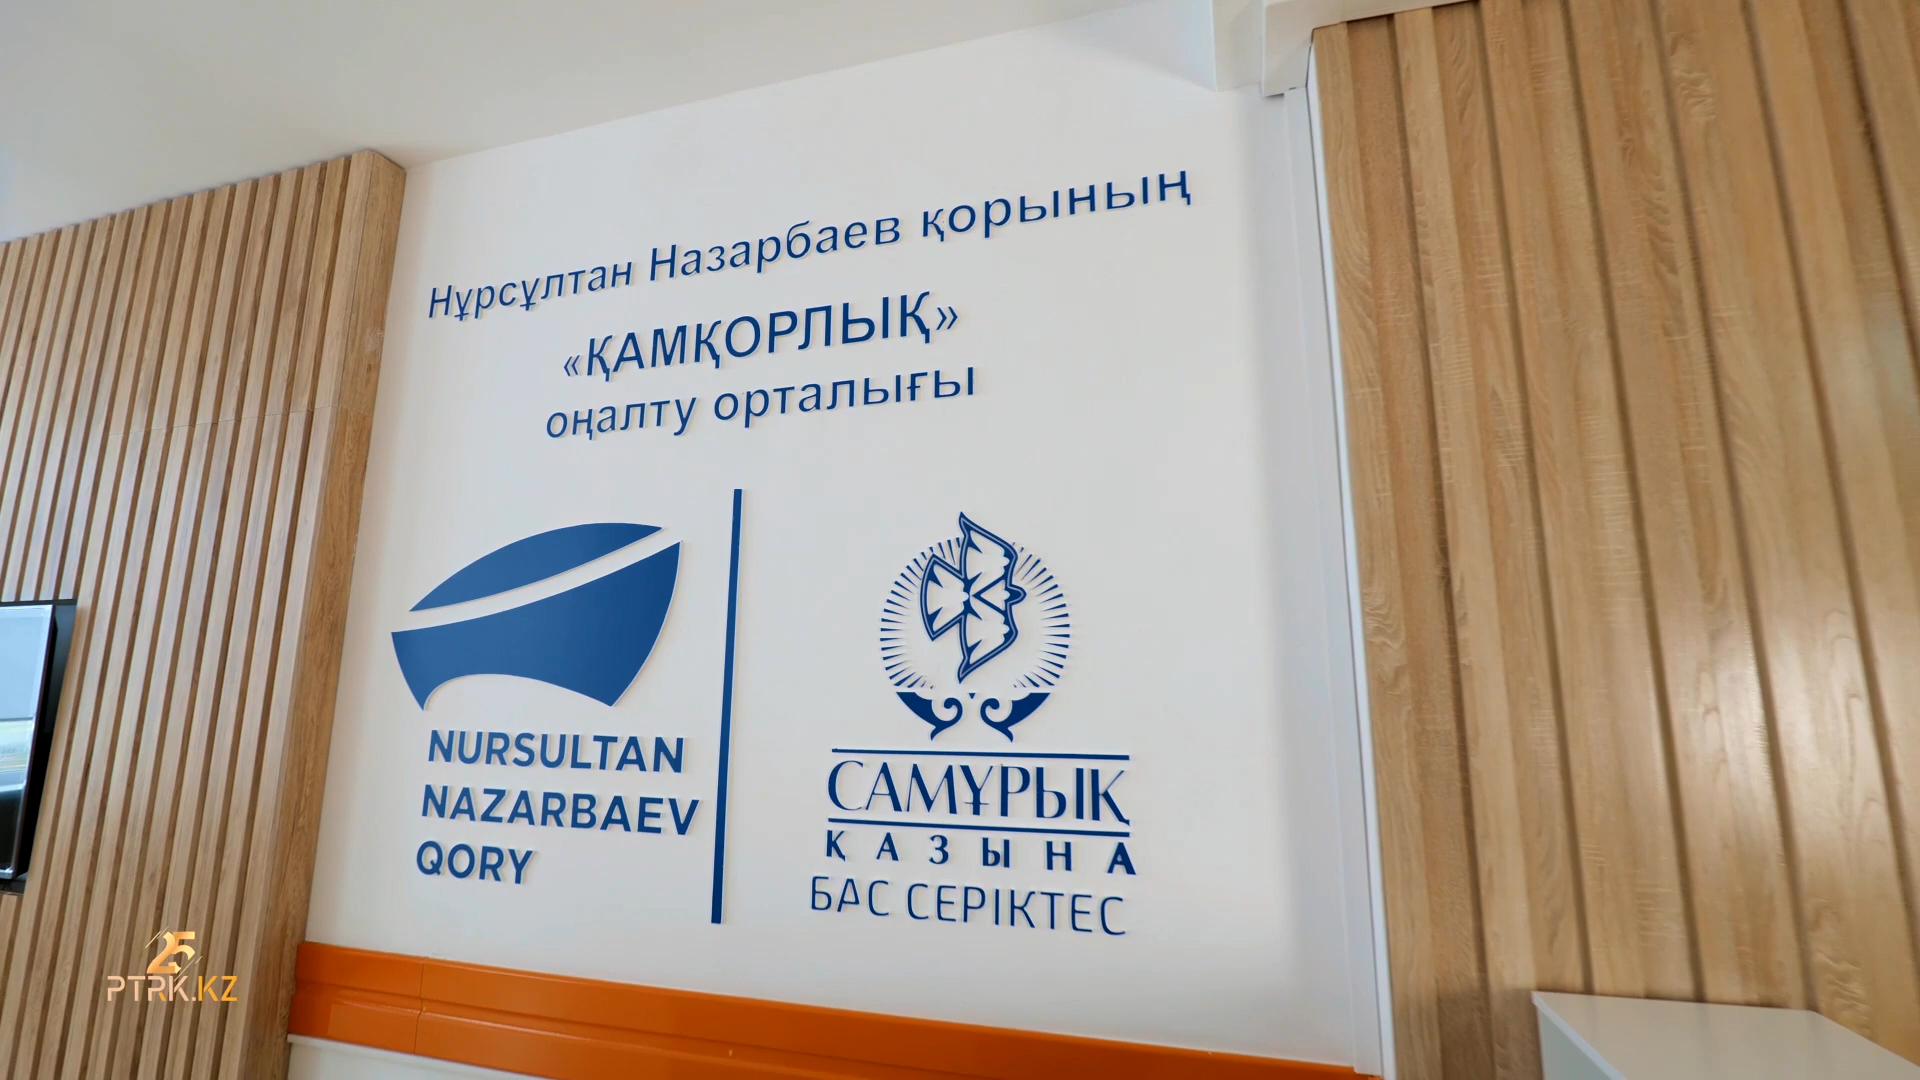 Нұрсұлтан Назарбаев қорының
«ҚАМҚОРЛЫҚ»
оңалту орталығы
NURSULTAN
NAZARBAEV
QORY
САМҰРЫҚ
ҚАЗЫНА
БАС СЕРІКТЕС
25
PTRK.KZ